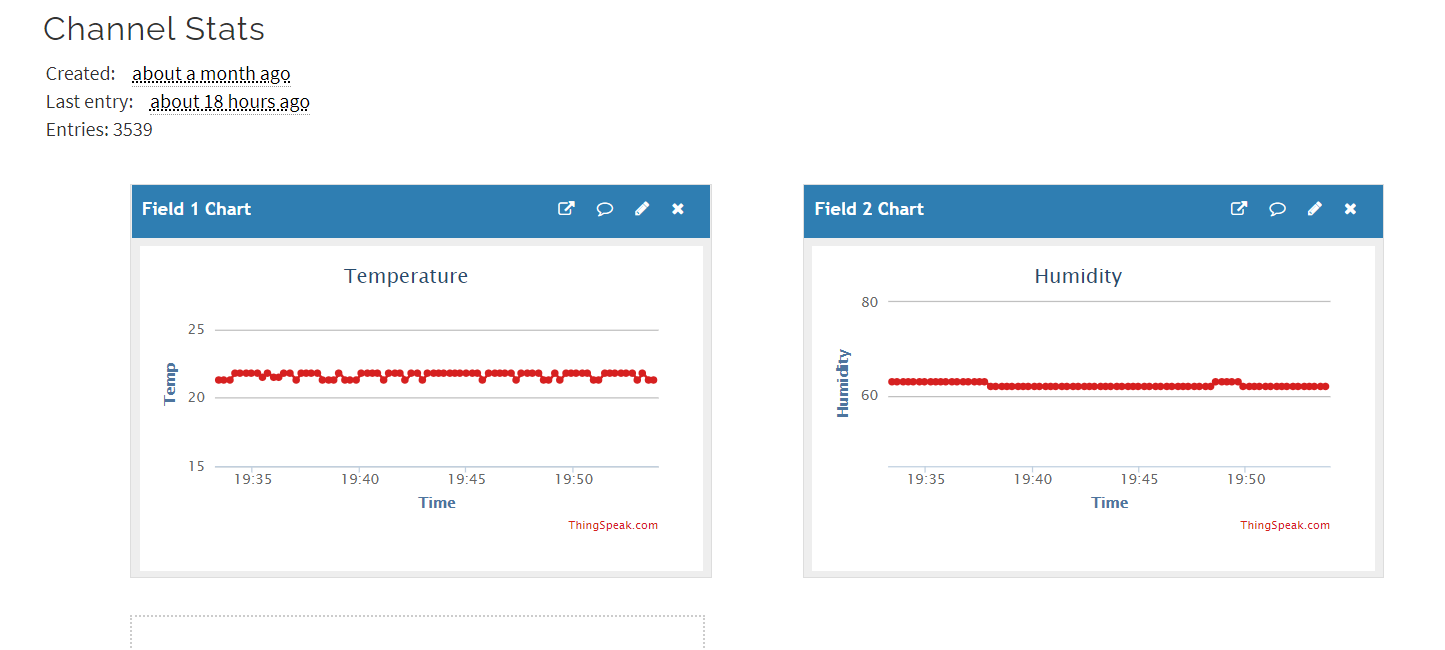 Channel Stats
Created: about a month ago
Last entry: about 18 hours ago
Entries: 3539
Field 1 Chart
Temperature
25
20
15
Temp
19:35 19:40 19:45 19:50
Time
ThingSpeak.com
Field 2 Chart
Humidity
80
60
Humidity
19:35 19:40 19:45 19:50
Time
ThingSpeak.com